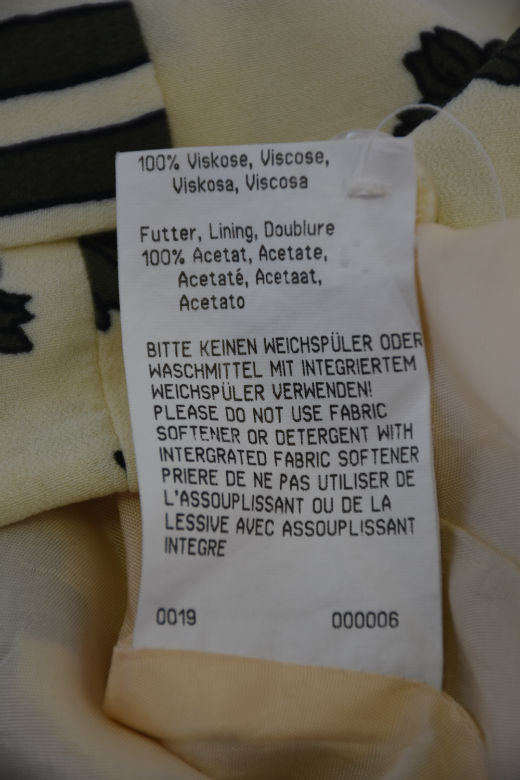 100% Viskose, Viscose,
Viskosa, Viscosa
Futter, Lining, Doublure
100% Acetat, Acetate,
Acetaté, Acetaat,
Acetato
BITTE KEINEN WEICHSPÜLER ODER
WASCHMITTEL MIT INTEGRIERTEM
WEICHSPÜLER VERWENDEN!
PLEASE DO NOT USE FABRIC
SOFTENER OR DETERGENT WITH
INTERGRATED FABRIC SOFTENER
PRIERE DE NE PAS UTILISER DE
L'ASSOUPLISSANT OU DE LA
LESSIVE AVEC ASSOUPLISSANT
INTEGRE
0019 000006